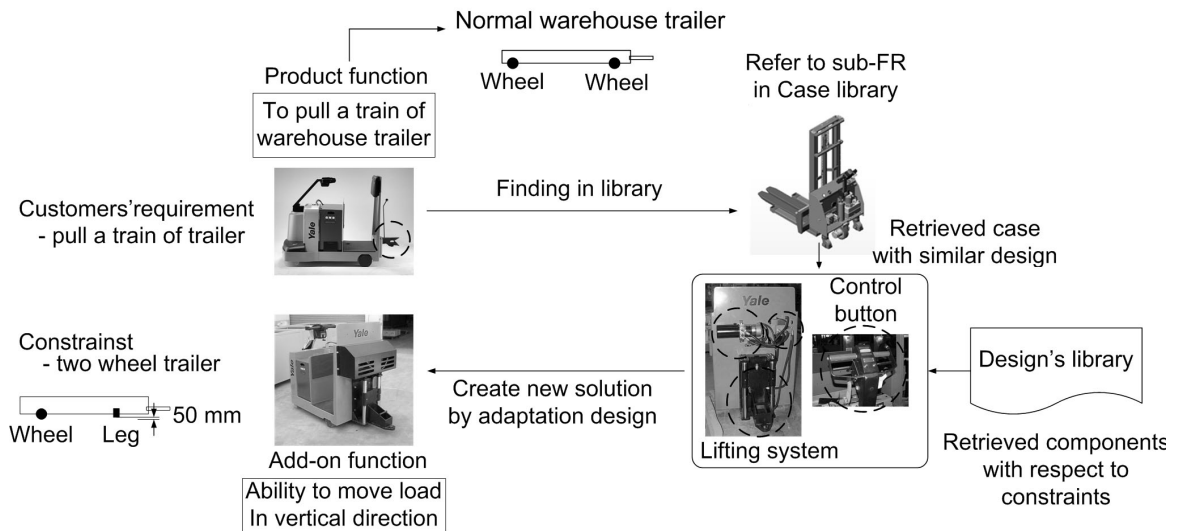 Normal warehouse trailer
Wheel
Wheel
Product function
To pull a train of
warehouse trailer
Refer to sub-FR
in Case library
Yale
Customers'requirement
- pull a train of trailer
Finding in library
Retrieved case
with similar design
Constrainst
- two wheel trailer
50 mm
Wheel
Leg
Yale
Add-on function
Ability to move load
In vertical direction
Create new solution
by adaptation design
Yale
Control
button
Lifting system
Design's library
Retrieved components
with respect to
constraints